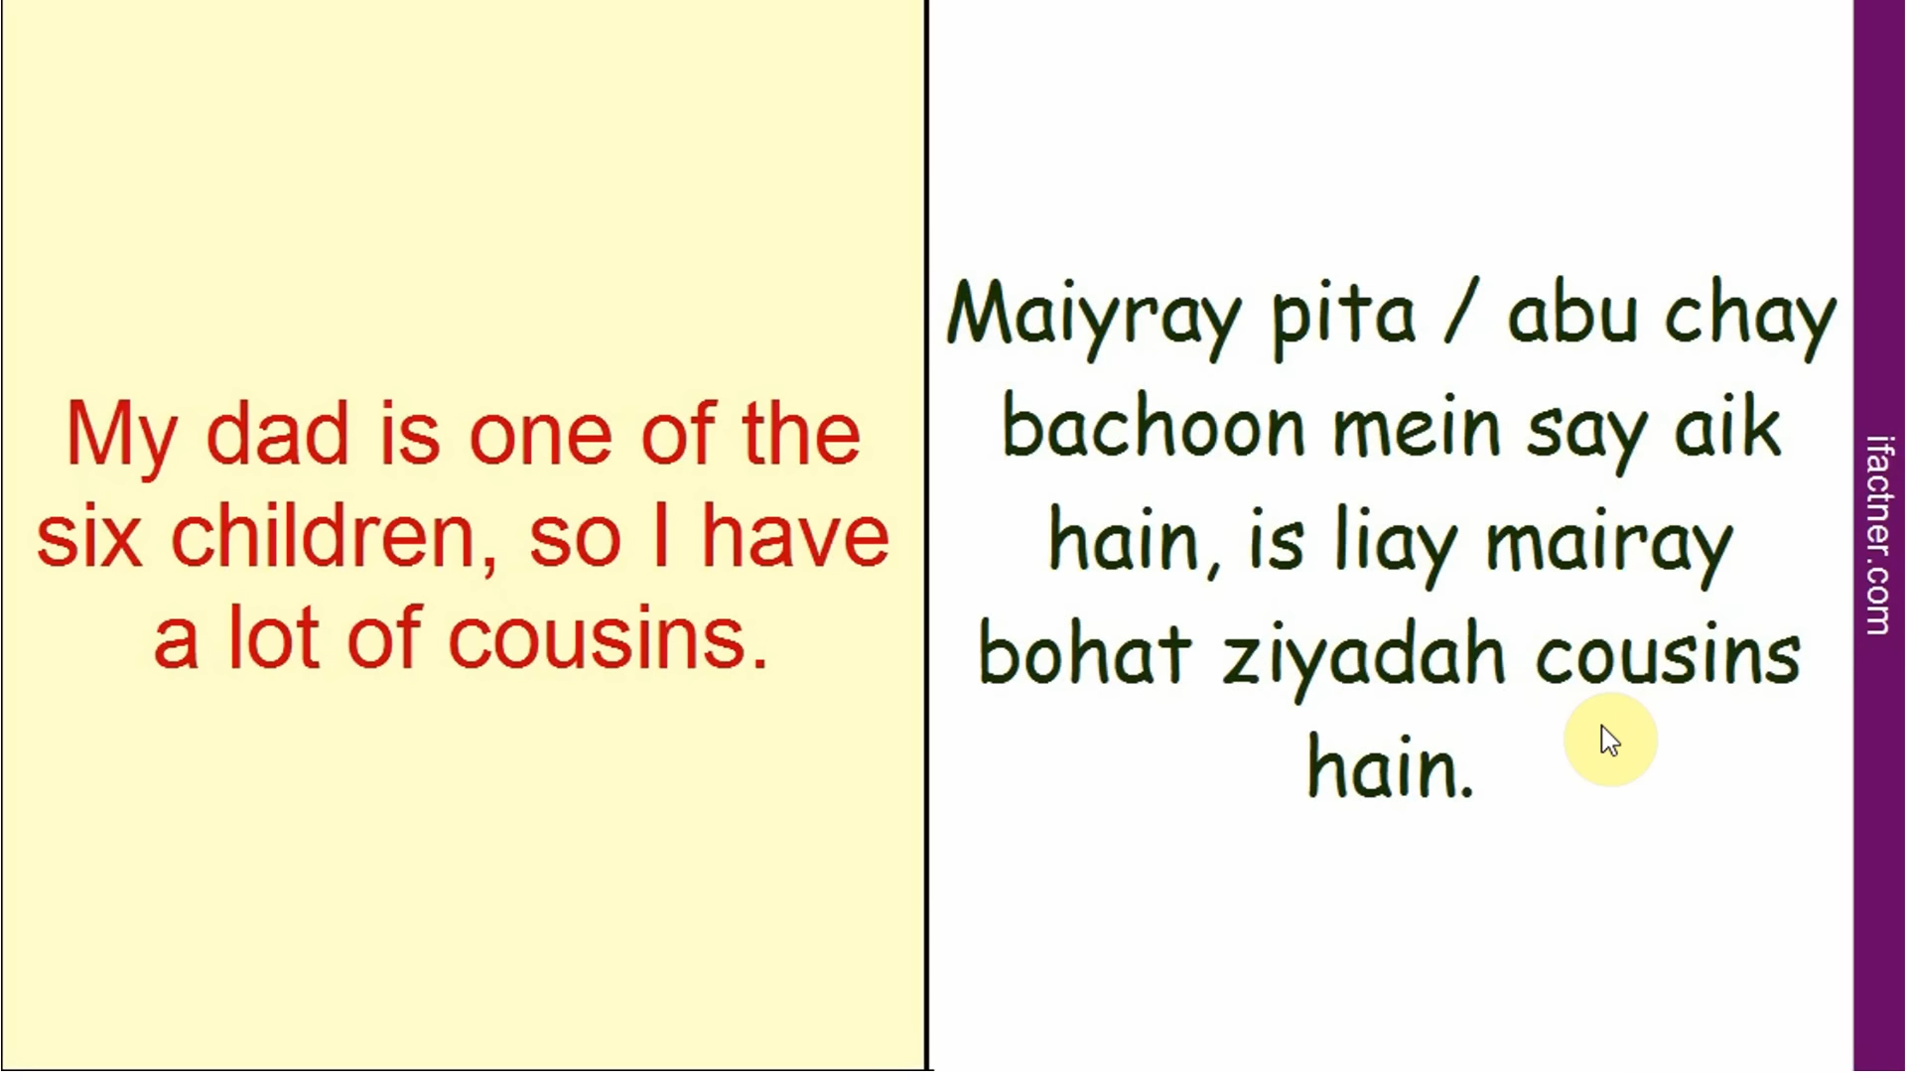 My dad is one of the
six children, so I have
a lot of cousins.
Maiyray pita / abu chay
bachoon mein say aik
hain, is liay mairay
bohat ziyadah cousins
hain.
ifactner.com